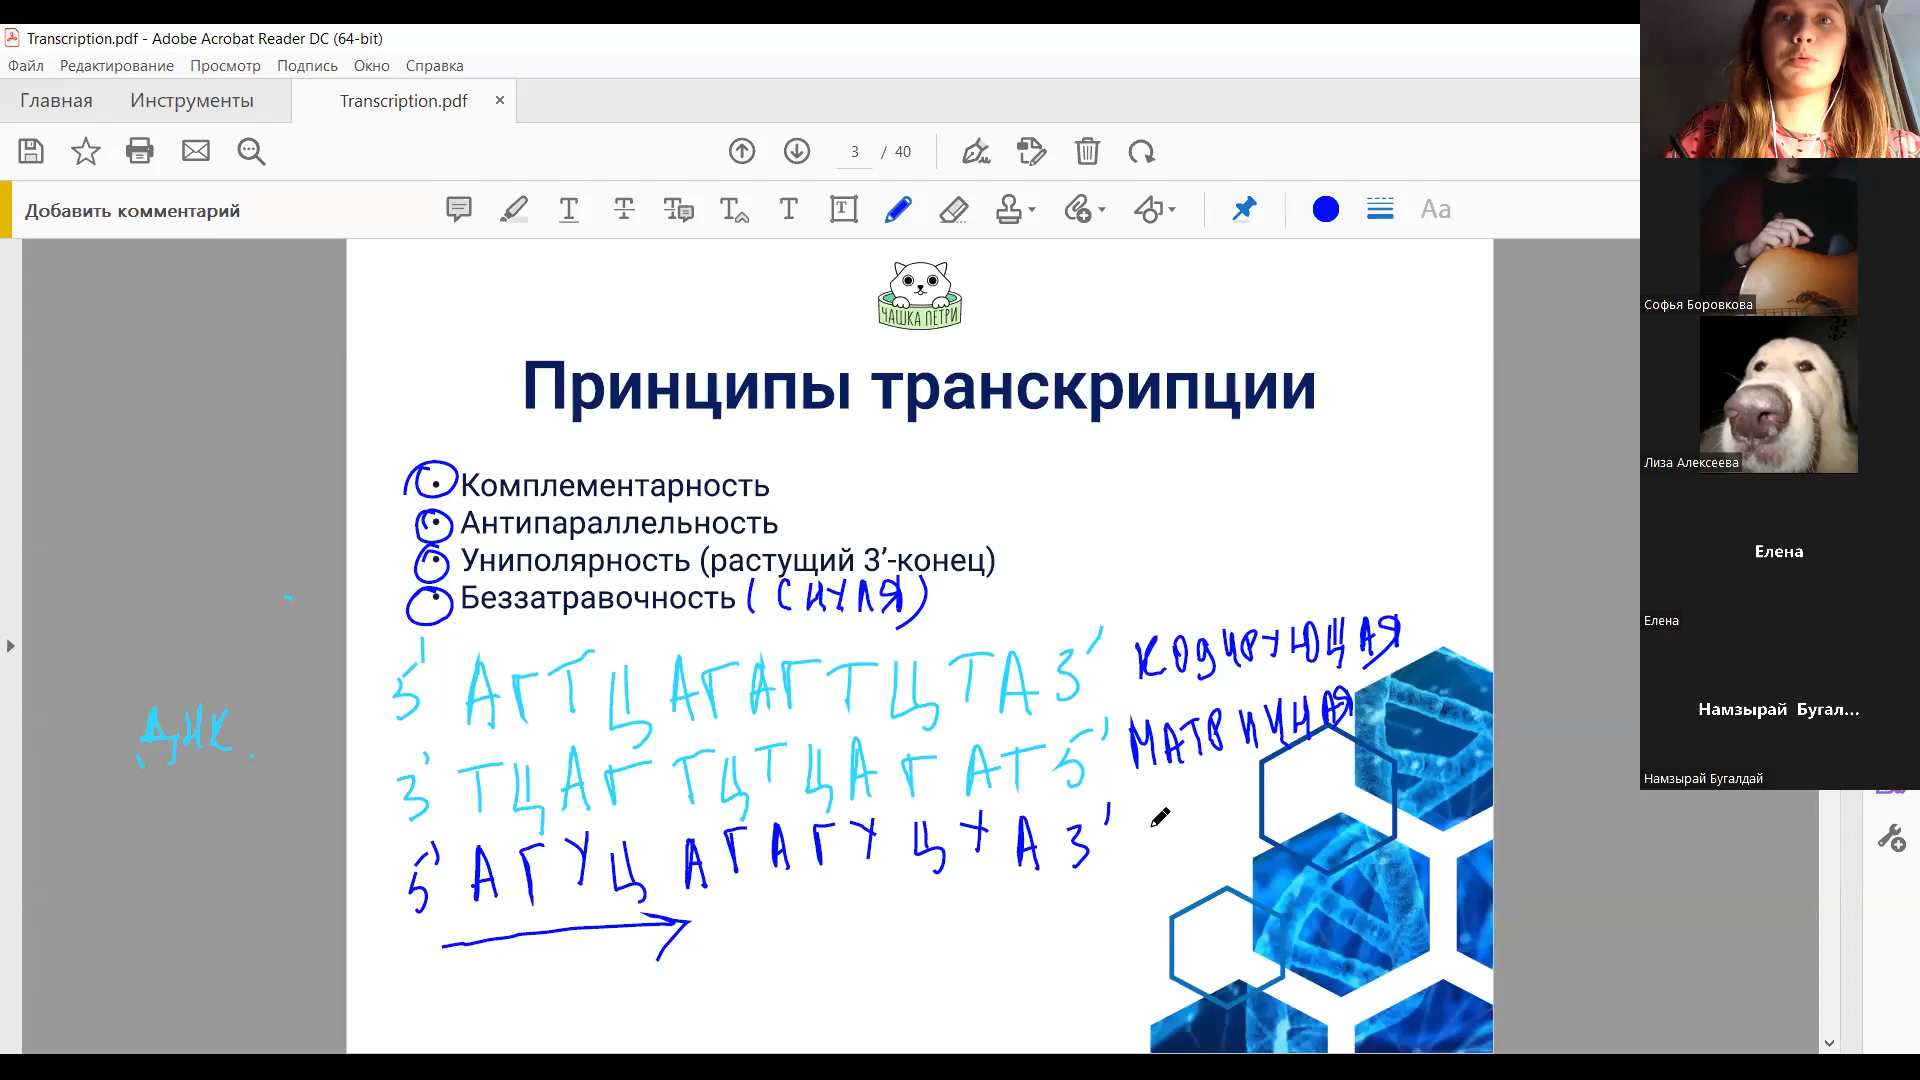 Transcription.pdf - Adobe Acrobat Reader DC (64-bit)
Файл Редактирование Просмотр Подпись Окно Справка
Главная Инструменты Transcription.pdf ×
3 / 40
Добавить комментарий
Aa
ЧАШКА ПЕТРИ
Принципы транскрипции
• Комплементарность
• Антипараллельность
• Униполярность (растущий 3’-конец)
• Беззатравочность (С НУЛЯ)
5' АГТЦАГАГТЦТА 3' КОДИРУЮЩАЯ
ДНК.
3' ТЦАГТЦТЦАГАТ 5' МАТРИЧНАЯ
5' АГУЦАГАГУЦУА 3'
Софья Боровкова
Лиза Алексеева
Елена
Елена
Намзырай Бугал...
Намзырай Бугалдай